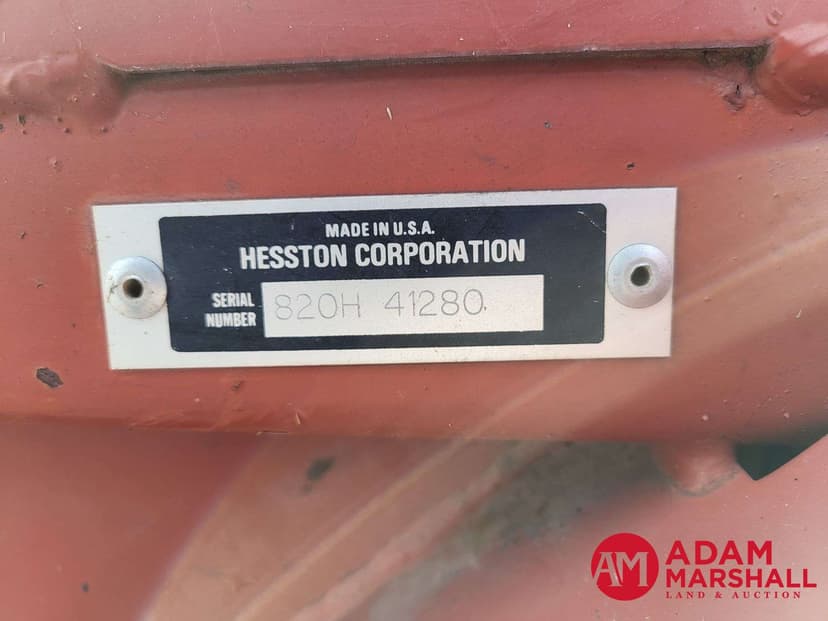 MADE IN U.S.A.
HESSTON CORPORATION
SERIAL
NUMBER
820H 41280
AM
ADAM
MARSHALL
LAND & AUCTION